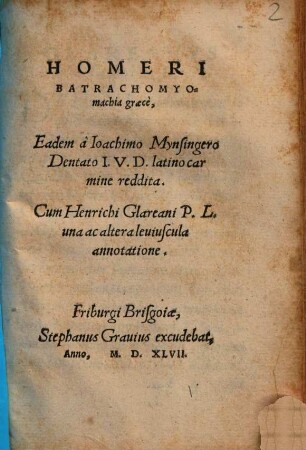 2
HOMERI
BATRACHOMYO-
machia græcè,
Eadem à Ioachimo Mynſingero
Dentato I. V. D. latino car
mine reddita.
Cum Henrichi Glareani P. L.
una ac altera leuiuſcula
annotatione.
Friburgi Briſgoiæ,
Stephanus Grauius excudebat,
Anno, M. D. XLVII.